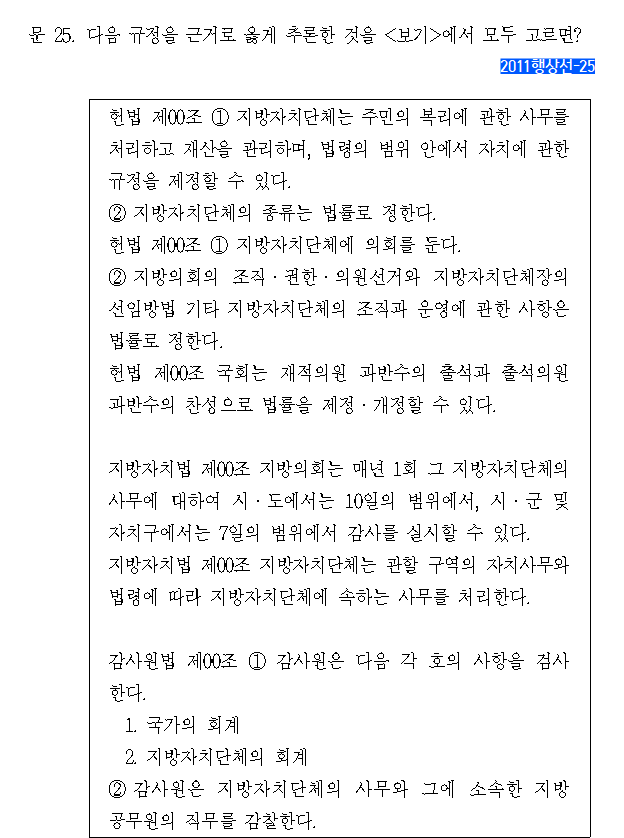 문 25. 다음 규정을 근거로 옳게 추론한 것을 <보기>에서 모두 고르면?
2011행상선-25
헌법 제00조 ① 지방자치단체는 주민의 복리에 관한 사무를
처리하고 재산을 관리하며, 법령의 범위 안에서 자치에 관한
규정을 제정할 수 있다.
② 지방자치단체의 종류는 법률로 정한다.
헌법 제00조 ① 지방자치단체에 의회를 둔다.
② 지방의회의 조직·권한·의원선거와 지방자치단체장의
선임방법 기타 지방자치단체의 조직과 운영에 관한 사항은
법률로 정한다.
헌법 제00조 국회는 재적의원 과반수의 출석과 출석의원
과반수의 찬성으로 법률을 제정·개정할 수 있다.
지방자치법 제00조 지방의회는 매년 1회 그 지방자치단체의
사무에 대하여 시·도에서는 10일의 범위에서, 시·군 및
자치구에서는 7일의 범위에서 감사를 실시할 수 있다.
지방자치법 제00조 지방자치단체는 관할 구역의 자치사무와
법령에 따라 지방자치단체에 속하는 사무를 처리한다.
감사원법 제00조 ① 감사원은 다음 각 호의 사항을 검사
한다.
1. 국가의 회계
2. 지방자치단체의 회계
② 감사원은 지방자치단체의 사무와 그에 소속한 지방
공무원의 직무를 감찰한다.